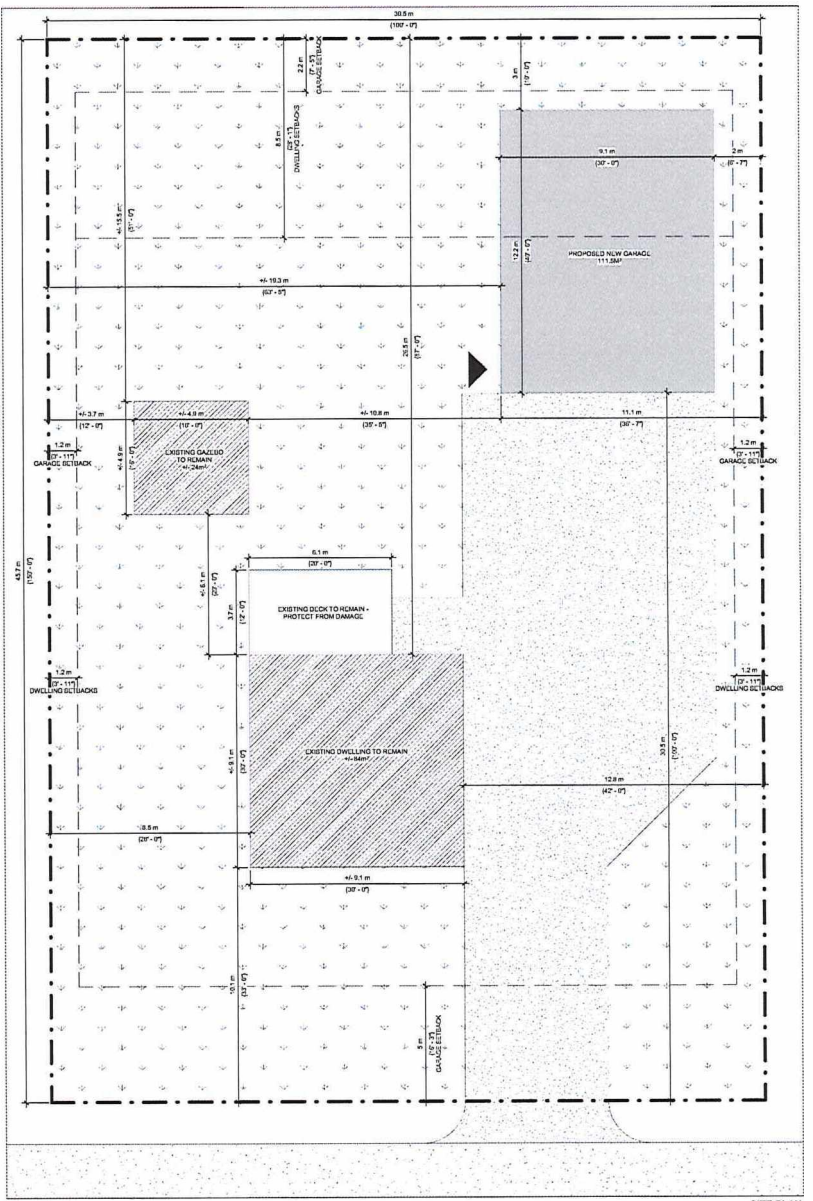 30.5 m
(100' - 0")
2.2 m
(7' - 5")
GARAGE SETBACK
3 m
(10' - 0")
8.5 m
(28' - 1")
DWELLING SETBACKS
9.1 m
(30' - 0")
2 m
(6' - 7")
+/- 15.5 m
(51' - 0")
12.2 m
(40' - 0")
PROPOSED NEW GARAGE
111.5M²
+/- 19.3 m
(63' - 5")
26.5 m
(87' - 0")
+/- 3.7 m
(12' - 0")
+/- 4.9 m
(16' - 0")
+/- 10.8 m
(35' - 5")
11.1 m
(36' - 7")
1.2 m
(3' - 11")
GARAGE SETBACK
+/- 4.9 m
(16' - 0")
EXISTING GAZEBO
TO REMAIN
+/- 24m²
1.2 m
(3' - 11")
GARAGE SETBACK
45.7 m
(150' - 0")
+/- 6.1 m
(20' - 0")
6.1 m
(20' - 0")
3.7 m
(12' - 0")
EXISTING DECK TO REMAIN -
PROTECT FROM DAMAGE
1.2 m
(3' - 11")
DWELLING SETBACKS
1.2 m
(3' - 11")
DWELLING SETBACKS
+/- 9.1 m
(30' - 0")
EXISTING DWELLING TO REMAIN
+/- 84m²
30.5 m
(100' - 0")
12.8 m
(42' - 0")
8.5 m
(28' - 0")
+/- 9.1 m
(30' - 0")
10.1 m
(33' - 0")
5 m
(16' - 3")
GARAGE SETBACK